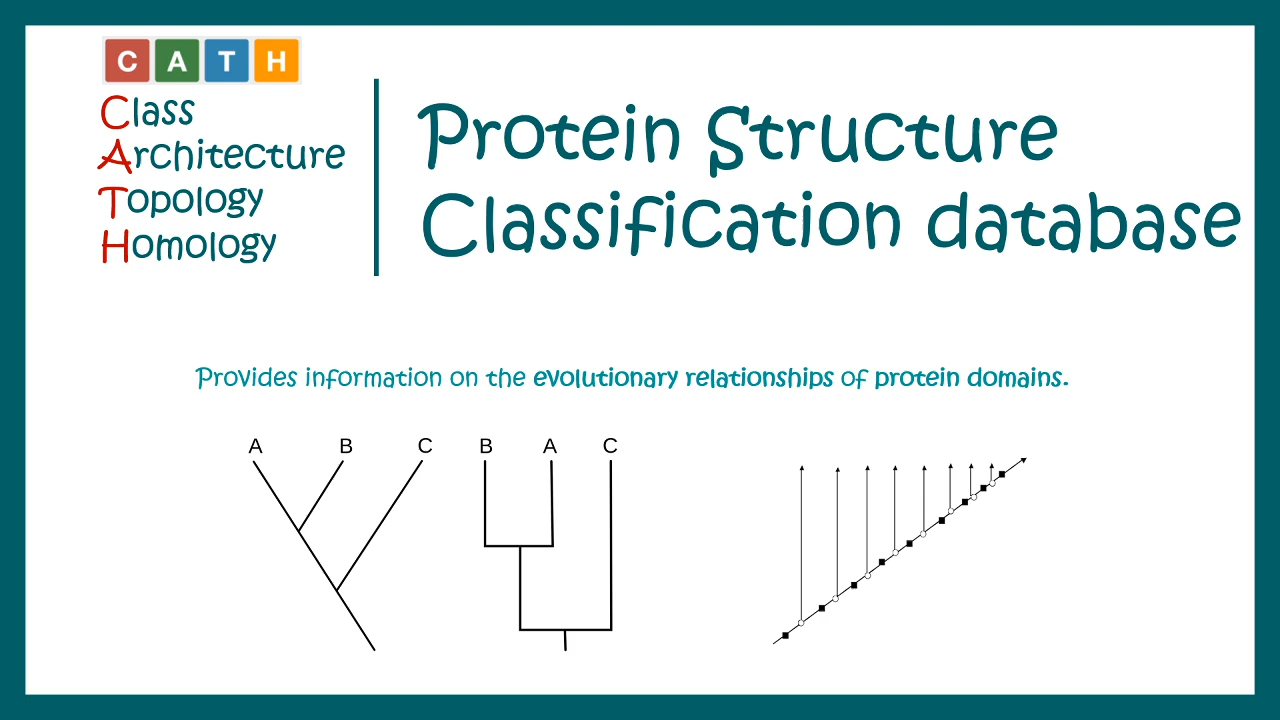 C A T H
Class
Architecture
Topology
Homology
Protein Structure
Classification database
Provides information on the evolutionary relationships of protein domains.
A B C B A C